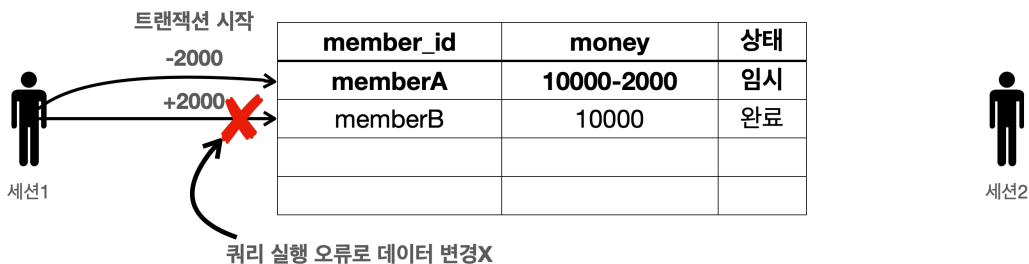 트랜잭션 시작
-2000
+2000
세션1
member_id money 상태
memberA 10000-2000 임시
memberB 10000 완료
세션2
쿼리 실행 오류로 데이터 변경X